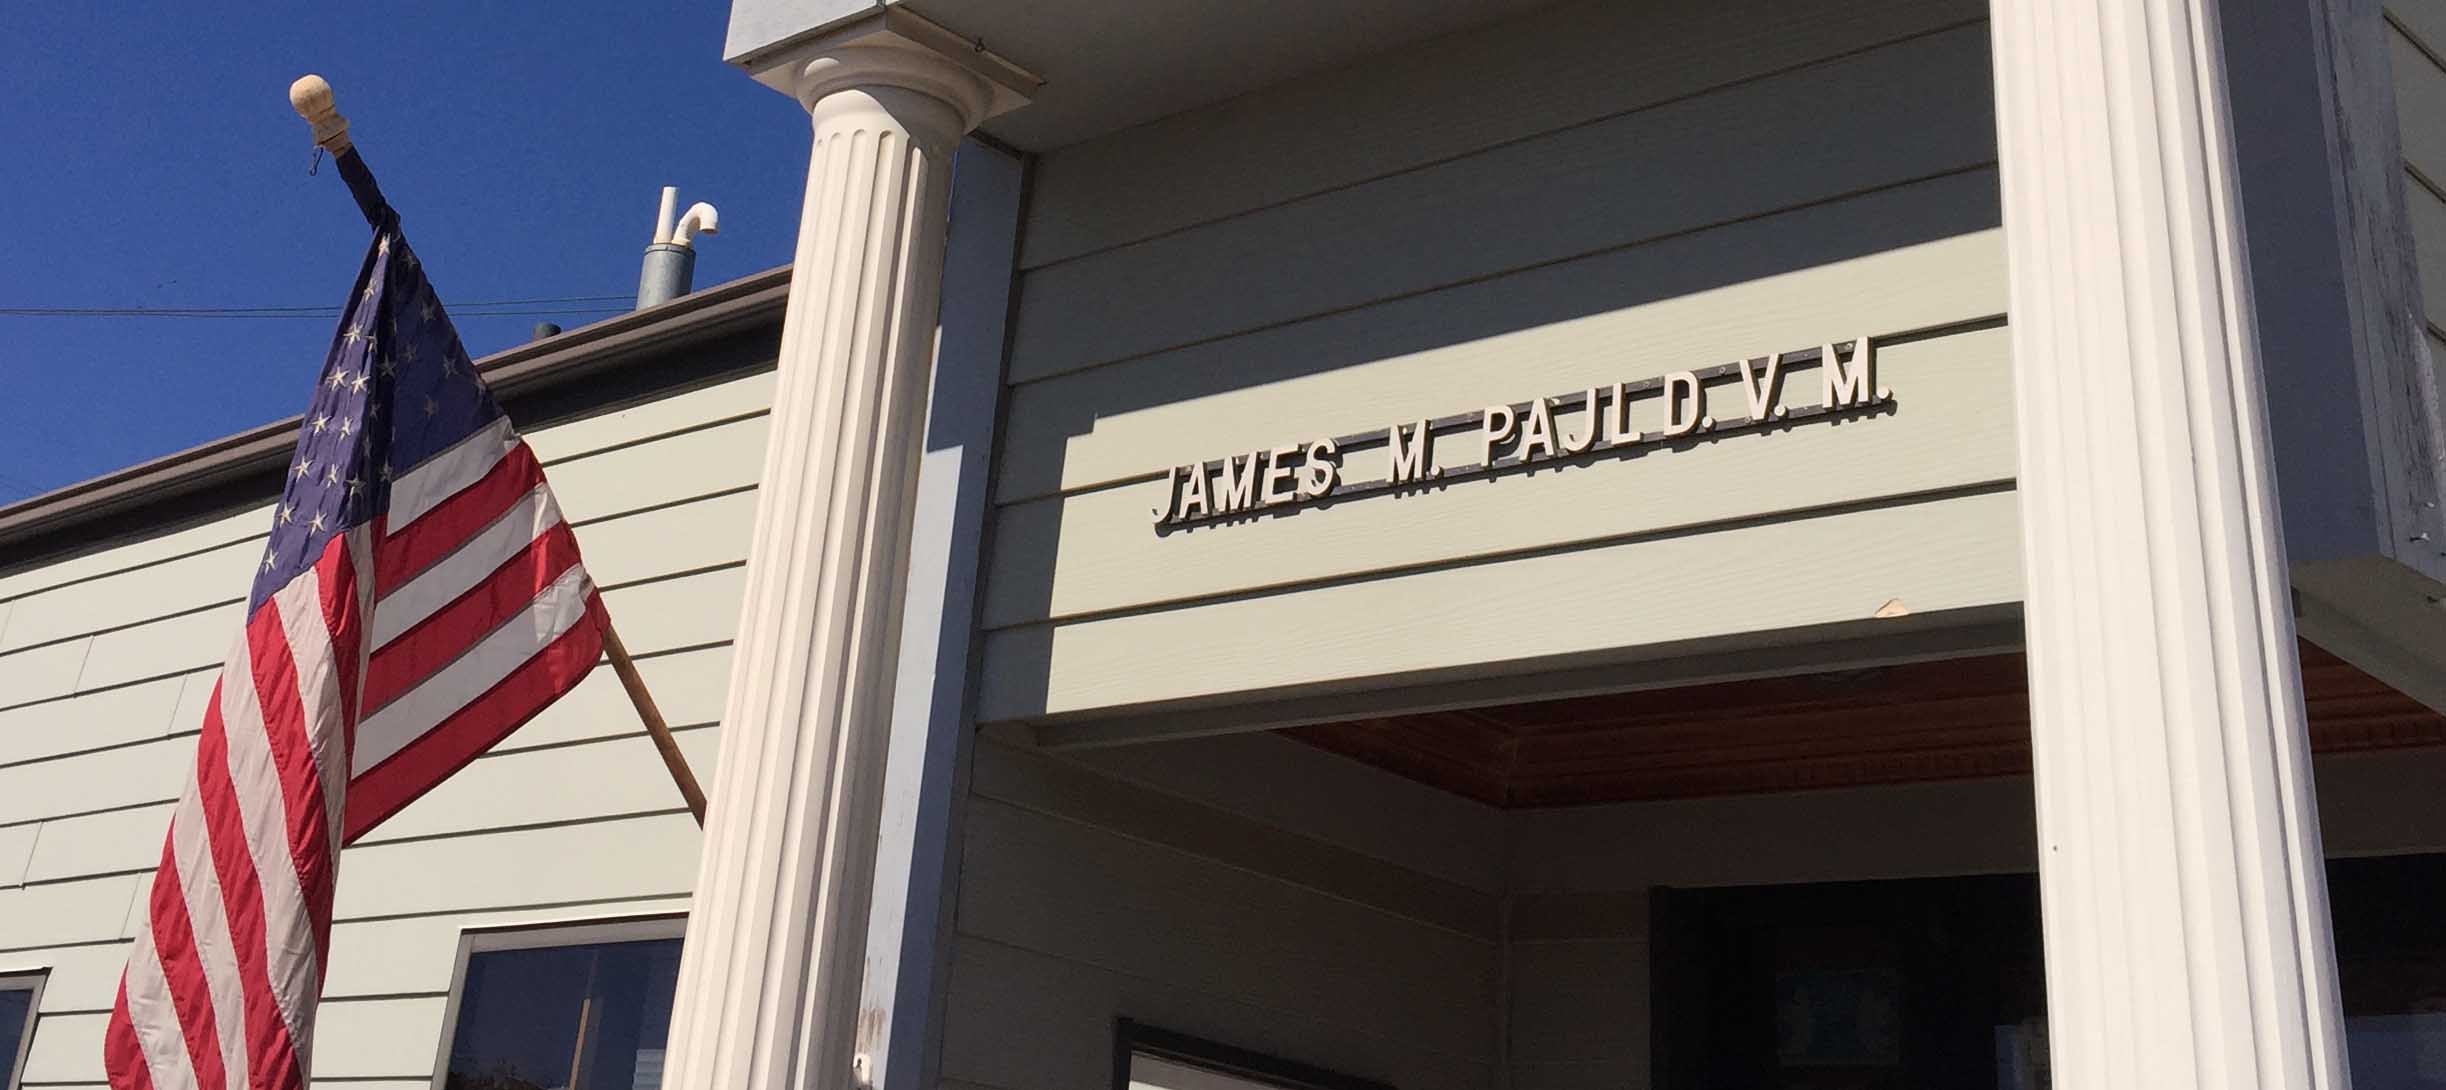 JAMES M. PAJL D. V. M.